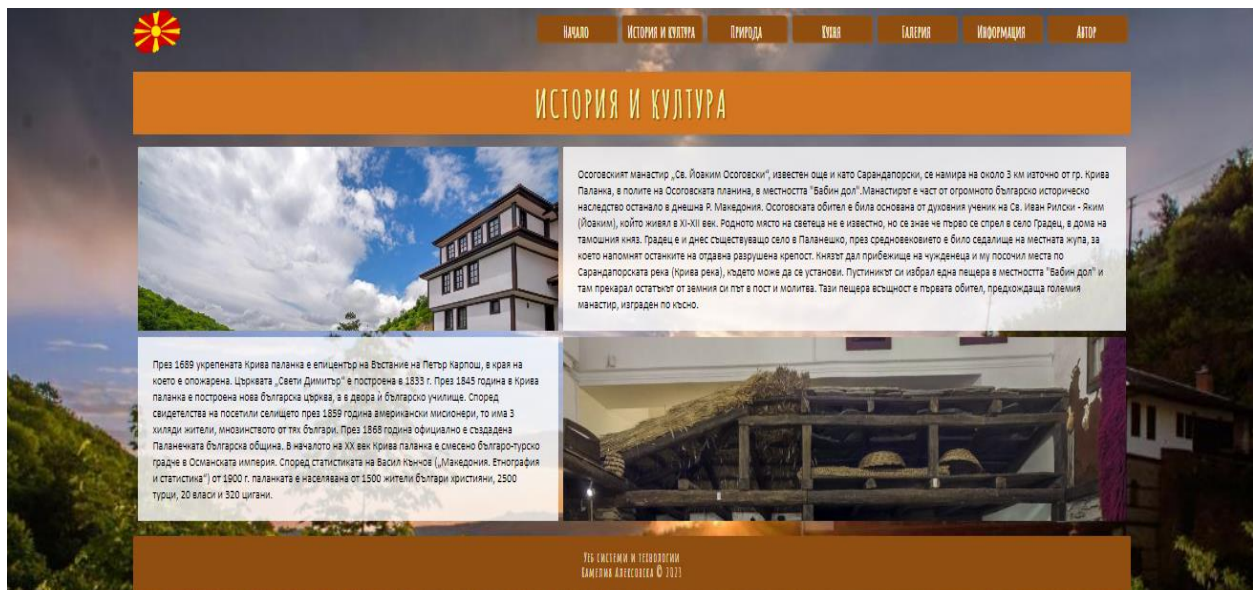 Начало История и култура Природа Кухня Галерия Информация Автор
ИСТОРИЯ И КУЛТУРА
Осоговският манастир „Св. Йоаким Осоговски“, известен още и като Сарандапорски, се намира на около 3 км източно от гр. Крива
Паланка, в полите на Осоговската планина, в местността "Бабин дол".Манастирът е част от огромното българско историческо
наследство останало в днешна Р. Македония. Осоговската обител е била основана от духовния ученик на Св. Иван Рилски - Яким
(Йоаким), който живял в XI-XII век. Родното място на светеца не е известно, но се знае че първо се спрел в село Градец, в дома на
тамошния княз. Градец е и днес съществуващо село в Паланешко, през средновековието е било седалище на местната жупа, за
което напомнят останките на отдавна разрушена крепост. Князът дал прибежище на чужденеца и му посочил места по
Сарандапорската река (Крива река), където може да се установи. Пустиникът си избрал една пещера в местността "Бабин дол" и
там прекарал остатъкът от земния си път в пост и молитва. Тази пещера всъщност е първата обител, предхождаща големия
манастир, изграден по късно.
През 1689 укрепената Крива паланка е епицентър на Въстание на Петър Карпош, в края на
което е опожарена. Църквата „Свети Димитър“ е построена в 1833 г. През 1845 година в Крива
паланка е построена нова българска църква, а в двора ѝ българско училище. Според
свидетелства на посетили селището през 1859 година американски мисионери, то има 3
хиляди жители, мнозинството от тях българи. През 1868 година официално е създадена
Паланечката българска община. В началото на XX век Крива паланка е смесено българо-турско
градче в Османската империя. Според статистиката на Васил Кънчов („Македония. Етнография
и статистика“) от 1900 г. паланката е населявана от 1500 жители българи християни, 2500
турци, 20 власи и 320 цигани.
Уеб системи и технологии
Камелия Алексовска © 2023